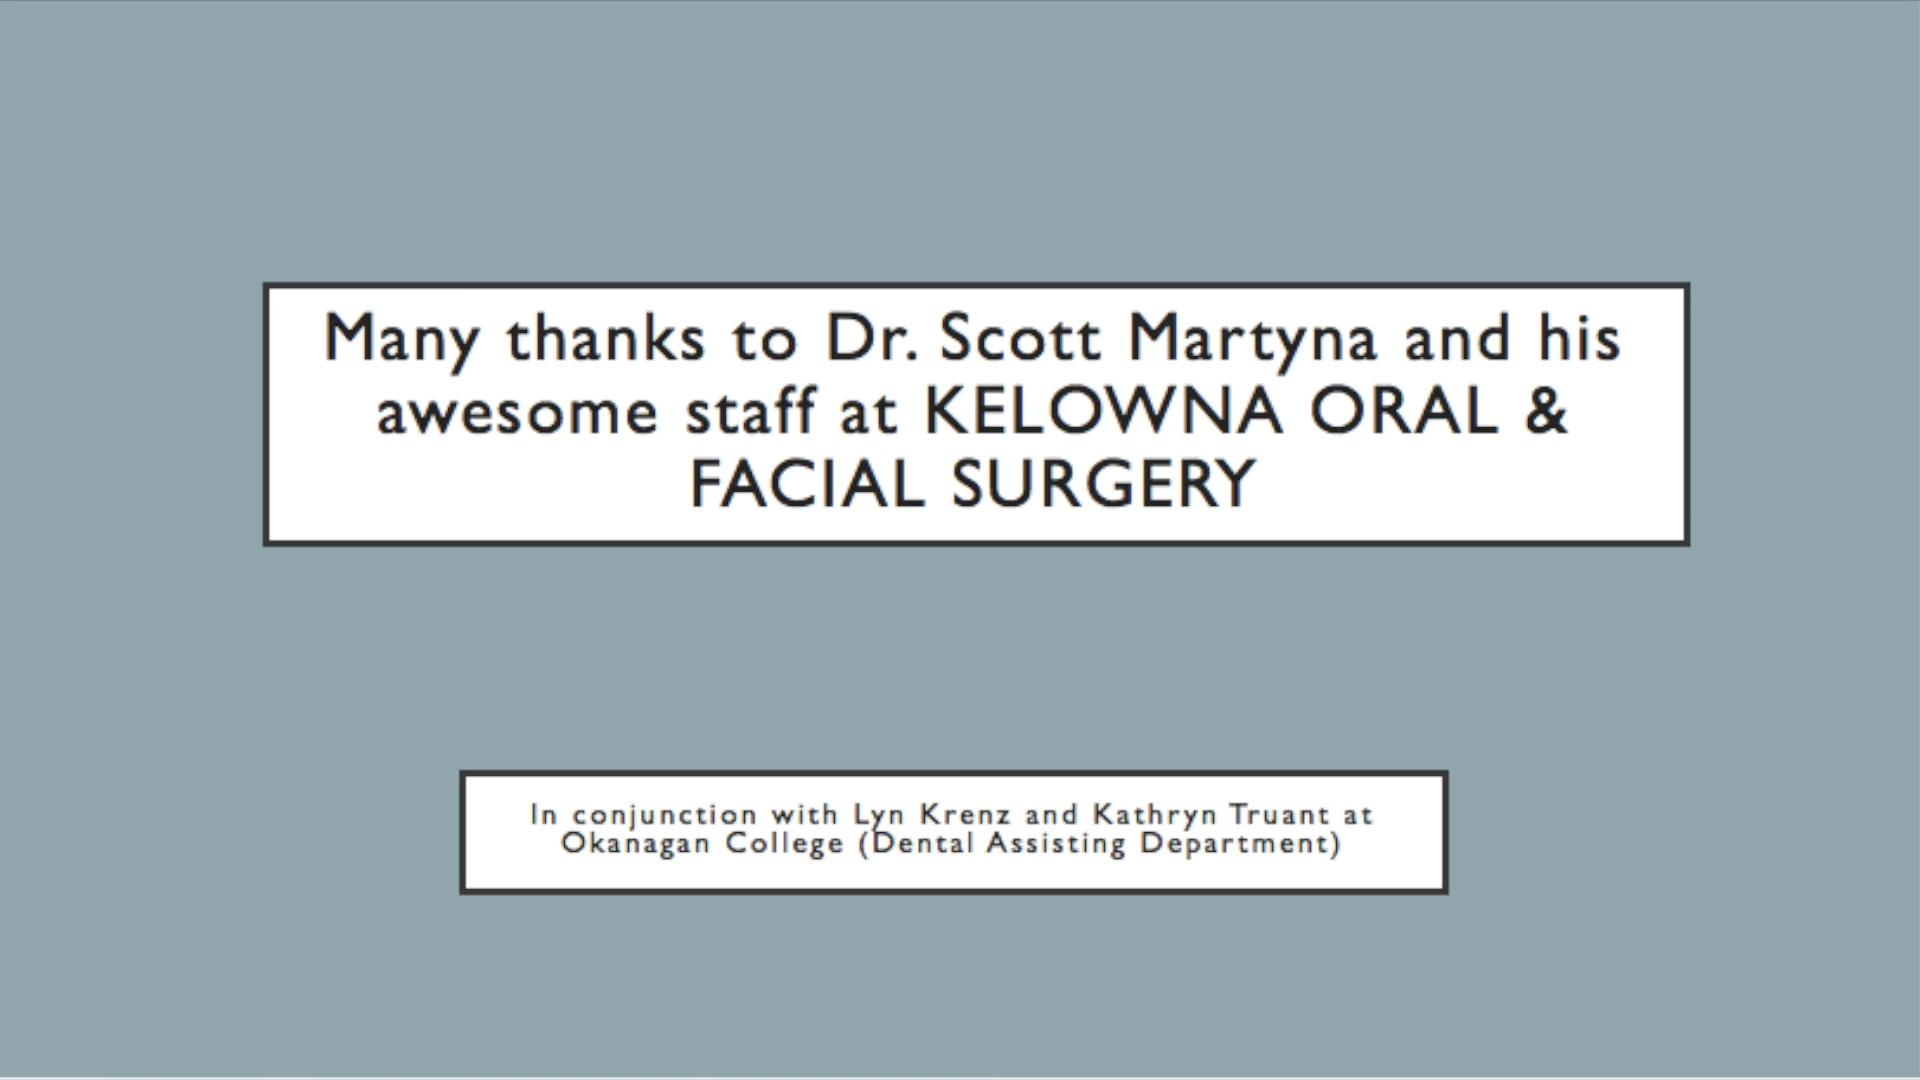 Many thanks to Dr. Scott Martyna and his
awesome staff at KELOWNA ORAL &
FACIAL SURGERY
In conjunction with Lyn Krenz and Kathryn Truant at
Okanagan College (Dental Assisting Department)